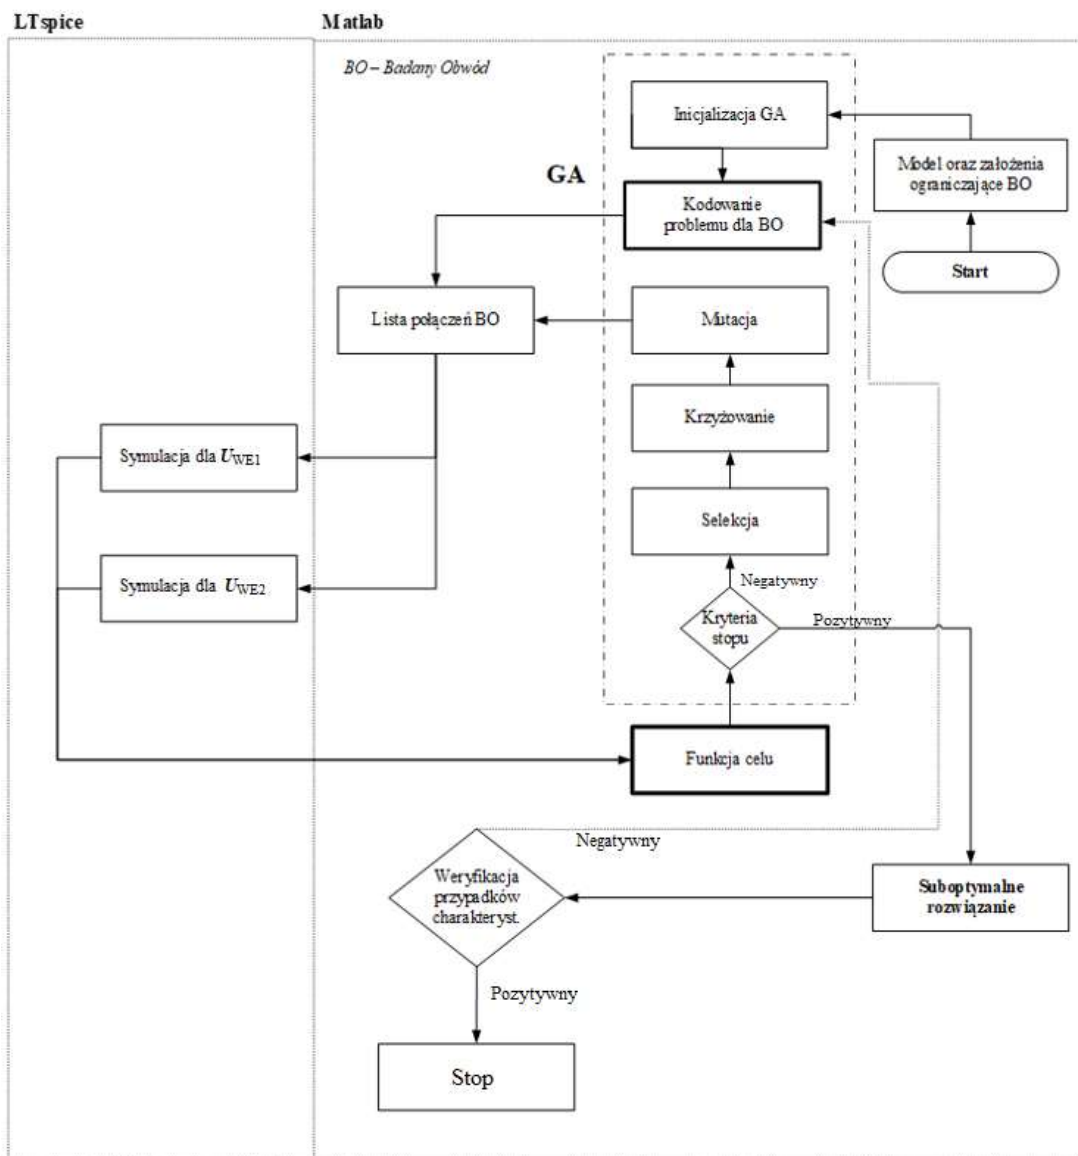 LTspice
Matlab
BO – Badany Obwód
Inicjalizacja GA
Model oraz założenia
ograniczające BO
GA
Kodowanie
problemu dla BO
Start
Lista połączeń BO
Mutacja
Krzyżowanie
Symulacja dla UWE1
Selekcja
Symulacja dla UWE2
Negatywny
Kryteria
stopu
Pozytywny
Funkcja celu
Negatywny
Weryfikacja
przypadków
charakteryst.
Suboptymalne
rozwiązanie
Pozytywny
Stop